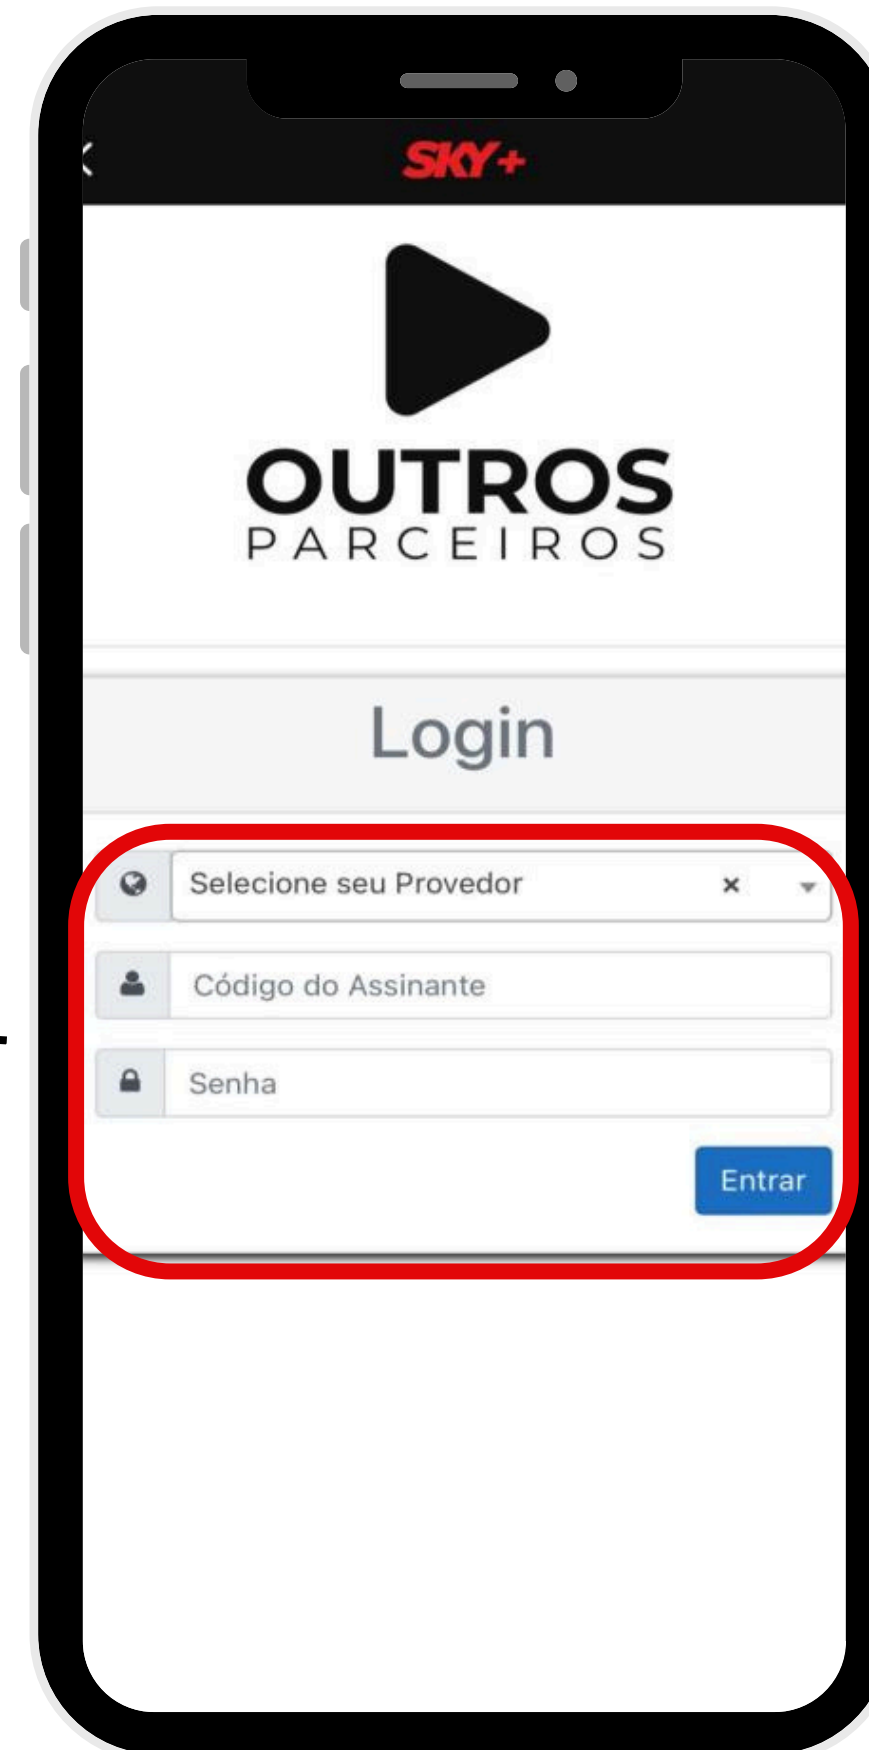 SKY+
OUTROS
PARCEIROS
Login
Selecione seu Provedor
Código do Assinante
Senha
Entrar